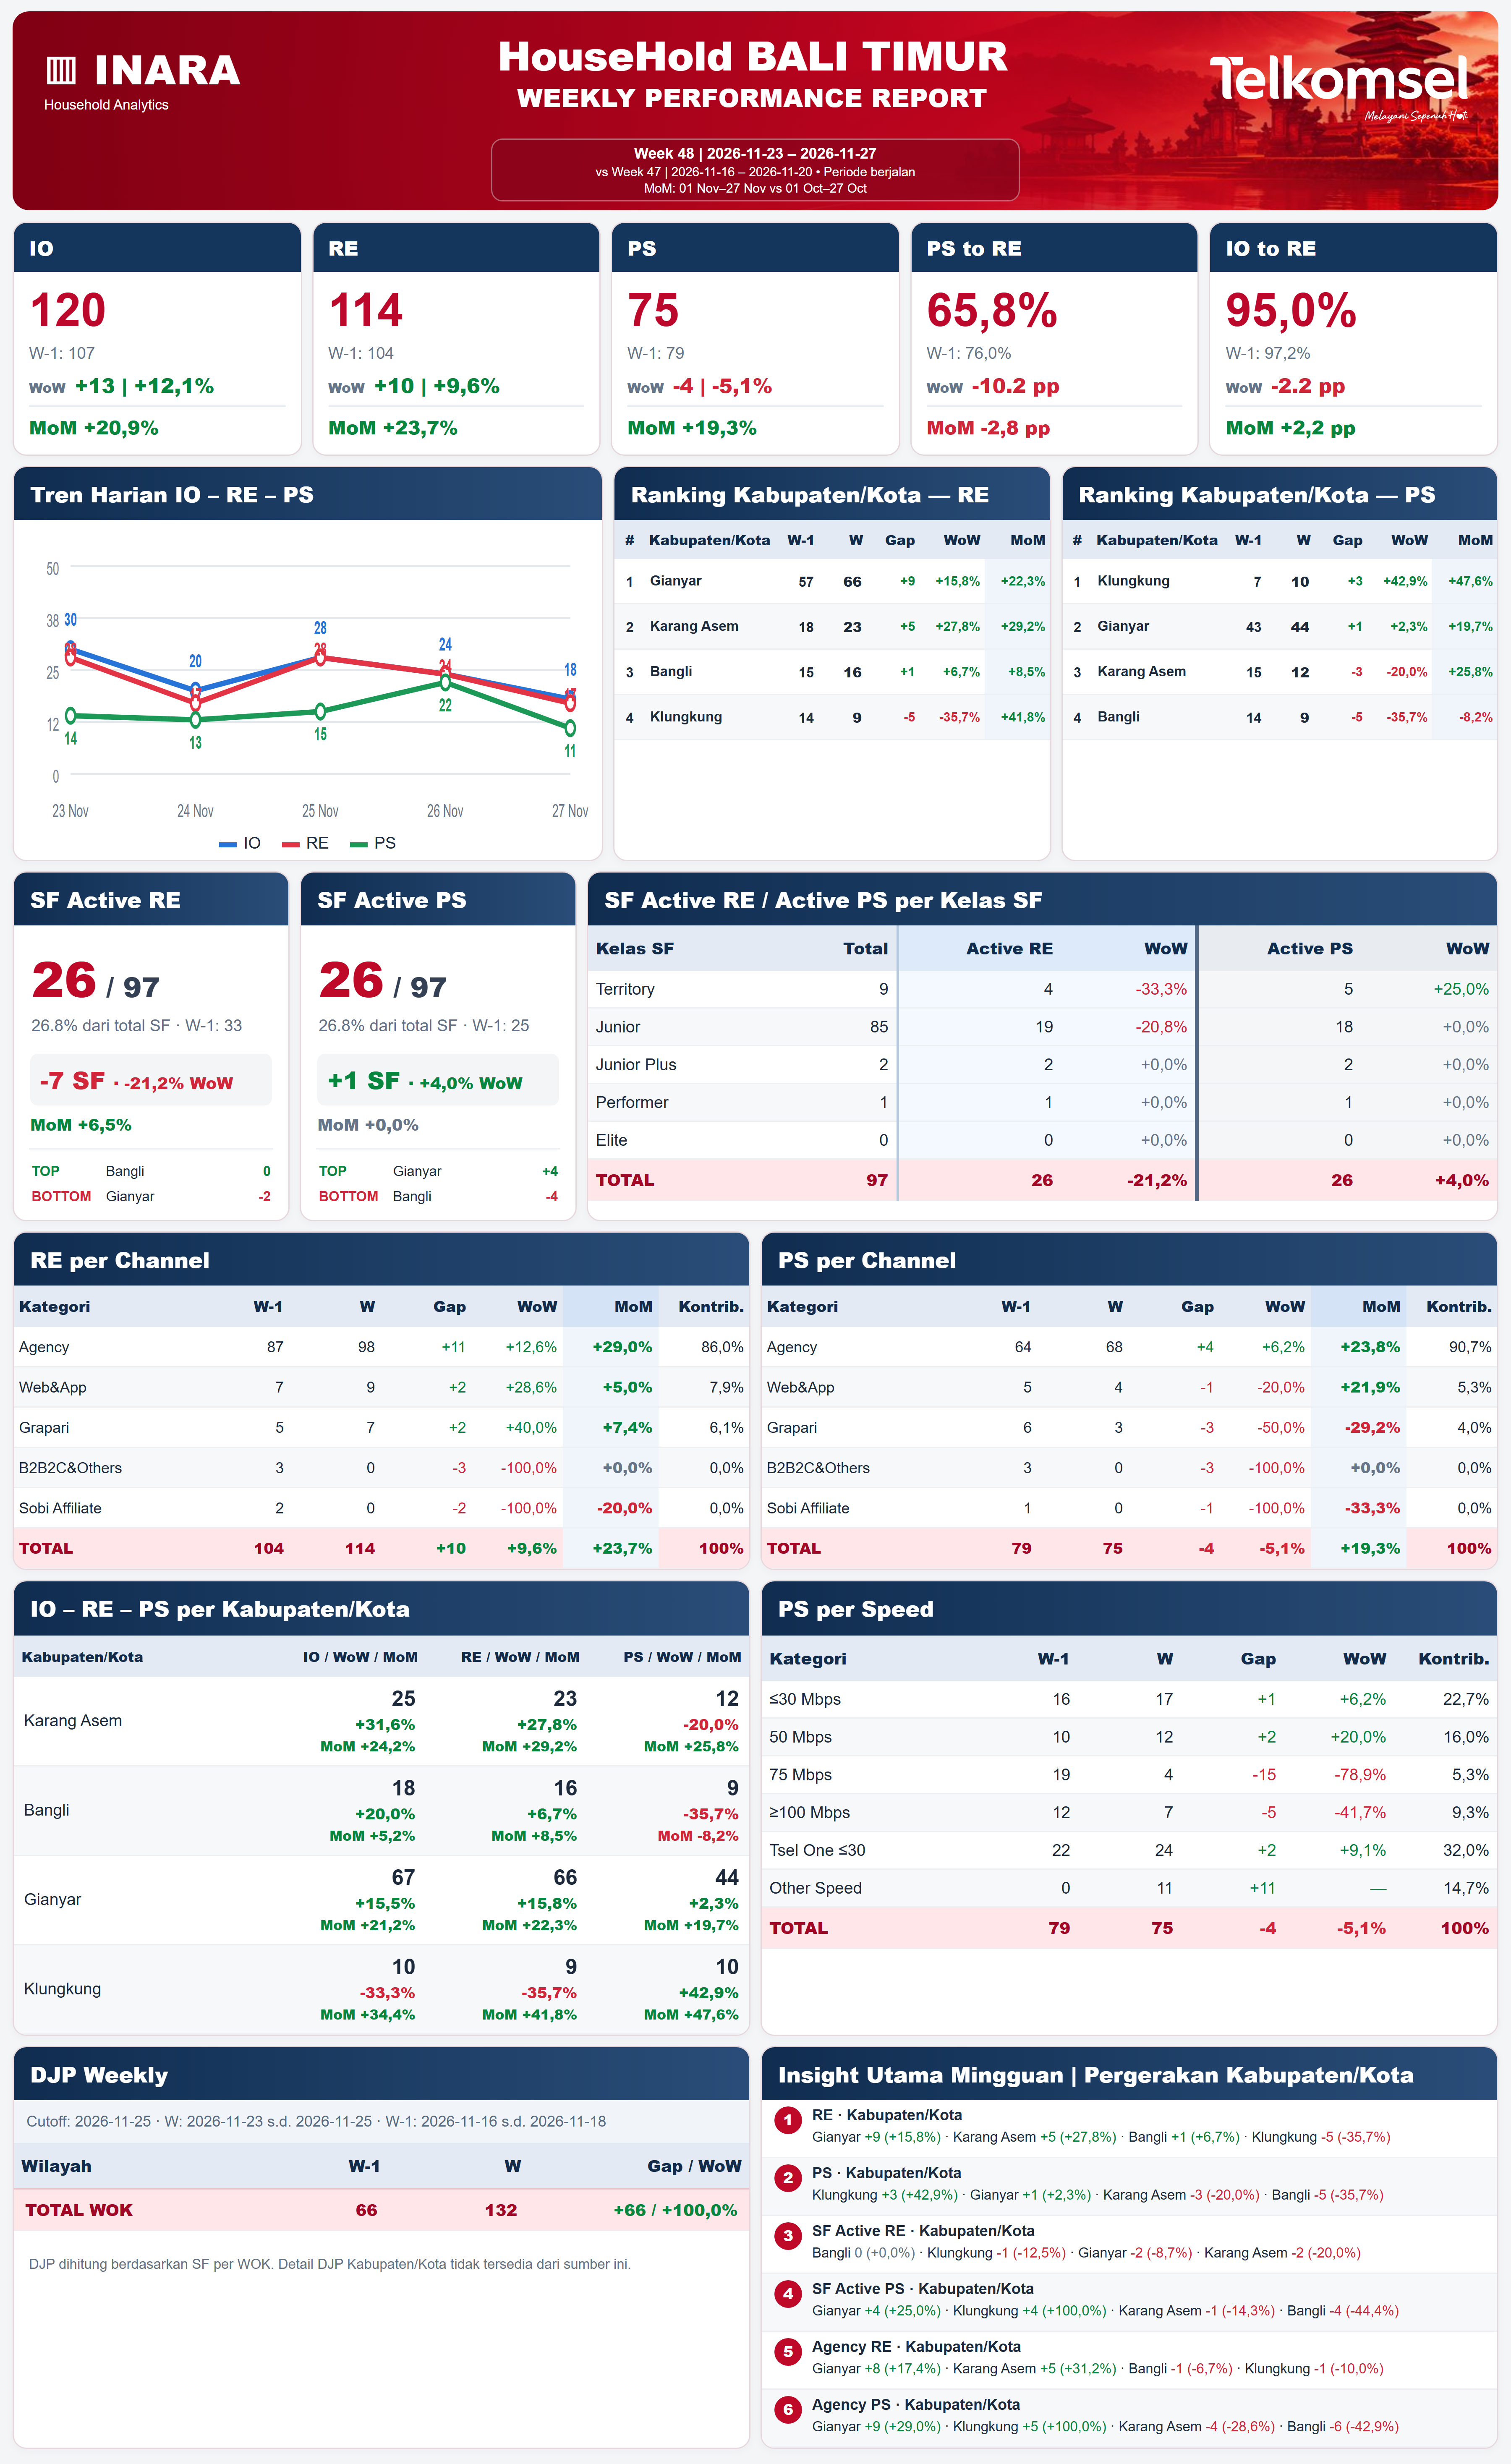 INARA
Household Analytics
HouseHold BALI TIMUR
WEEKLY PERFORMANCE REPORT
Week 48 | 2026-11-23 – 2026-11-27
vs Week 47 | 2026-11-16 – 2026-11-20 • Periode berjalan
MoM: 01 Nov–27 Nov vs 01 Oct–27 Oct
Telkomsel
Melayani Sepenuh Hati
IO
120
W-1: 107
WoW +13 | +12,1%
MoM +20,9%
RE
114
W-1: 104
WoW +10 | +9,6%
MoM +23,7%
PS
75
W-1: 79
WoW -4 | -5,1%
MoM +19,3%
PS to RE
65,8%
W-1: 76,0%
WoW -10.2 pp
MoM -2,8 pp
IO to RE
95,0%
W-1: 97,2%
WoW -2.2 pp
MoM +2,2 pp
Tren Harian IO – RE – PS
50
38
25
12
0
30
20
28
24
18
28
24
14
13
15
22
11
23 Nov 24 Nov 25 Nov 26 Nov 27 Nov
IO RE PS
Ranking Kabupaten/Kota — RE
# Kabupaten/Kota W-1 W Gap WoW MoM
1 Gianyar 57 66 +9 +15,8% +22,3%
2 Karang Asem 18 23 +5 +27,8% +29,2%
3 Bangli 15 16 +1 +6,7% +8,5%
4 Klungkung 14 9 -5 -35,7% +41,8%
Ranking Kabupaten/Kota — PS
# Kabupaten/Kota W-1 W Gap WoW MoM
1 Klungkung 7 10 +3 +42,9% +47,6%
2 Gianyar 43 44 +1 +2,3% +19,7%
3 Karang Asem 15 12 -3 -20,0% +25,8%
4 Bangli 14 9 -5 -35,7% -8,2%
SF Active RE
26 / 97
26.8% dari total SF · W-1: 33
-7 SF · -21,2% WoW
MoM +6,5%
TOP Bangli 0
BOTTOM Gianyar -2
SF Active PS
26 / 97
26.8% dari total SF · W-1: 25
+1 SF · +4,0% WoW
MoM +0,0%
TOP Gianyar +4
BOTTOM Bangli -4
SF Active RE / Active PS per Kelas SF
Kelas SF Total Active RE WoW Active PS WoW
Territory 9 4 -33,3% 5 +25,0%
Junior 85 19 -20,8% 18 +0,0%
Junior Plus 2 2 +0,0% 2 +0,0%
Performer 1 1 +0,0% 1 +0,0%
Elite 0 0 +0,0% 0 +0,0%
TOTAL 97 26 -21,2% 26 +4,0%
RE per Channel
Kategori W-1 W Gap WoW MoM Kontrib.
Agency 87 98 +11 +12,6% +29,0% 86,0%
Web&App 7 9 +2 +28,6% +5,0% 7,9%
Grapari 5 7 +2 +40,0% +7,4% 6,1%
B2B2C&Others 3 0 -3 -100,0% +0,0% 0,0%
Sobi Affiliate 2 0 -2 -100,0% -20,0% 0,0%
TOTAL 104 114 +10 +9,6% +23,7% 100%
PS per Channel
Kategori W-1 W Gap WoW MoM Kontrib.
Agency 64 68 +4 +6,2% +23,8% 90,7%
Web&App 5 4 -1 -20,0% +21,9% 5,3%
Grapari 6 3 -3 -50,0% -29,2% 4,0%
B2B2C&Others 3 0 -3 -100,0% +0,0% 0,0%
Sobi Affiliate 1 0 -1 -100,0% -33,3% 0,0%
TOTAL 79 75 -4 -5,1% +19,3% 100%
IO – RE – PS per Kabupaten/Kota
Kabupaten/Kota IO / WoW / MoM RE / WoW / MoM PS / WoW / MoM
25 23 12
Karang Asem +31,6% +27,8% -20,0%
MoM +24,2% MoM +29,2% MoM +25,8%
18 16 9
Bangli +20,0% +6,7% -35,7%
MoM +5,2% MoM +8,5% MoM -8,2%
67 66 44
Gianyar +15,5% +15,8% +2,3%
MoM +21,2% MoM +22,3% MoM +19,7%
10 9 10
Klungkung -33,3% -35,7% +42,9%
MoM +34,4% MoM +41,8% MoM +47,6%
PS per Speed
Kategori W-1 W Gap WoW Kontrib.
≤30 Mbps 16 17 +1 +6,2% 22,7%
50 Mbps 10 12 +2 +20,0% 16,0%
75 Mbps 19 4 -15 -78,9% 5,3%
≥100 Mbps 12 7 -5 -41,7% 9,3%
Tsel One ≤30 22 24 +2 +9,1% 32,0%
Other Speed 0 11 +11 — 14,7%
TOTAL 79 75 -4 -5,1% 100%
DJP Weekly
Cutoff: 2026-11-25 · W: 2026-11-23 s.d. 2026-11-25 · W-1: 2026-11-16 s.d. 2026-11-18
Wilayah W-1 W Gap / WoW
TOTAL WOK 66 132 +66 / +100,0%
DJP dihitung berdasarkan SF per WOK. Detail DJP Kabupaten/Kota tidak tersedia dari sumber ini.
Insight Utama Mingguan | Pergerakan Kabupaten/Kota
1 RE · Kabupaten/Kota
Gianyar +9 (+15,8%) · Karang Asem +5 (+27,8%) · Bangli +1 (+6,7%) · Klungkung -5 (-35,7%)
2 PS · Kabupaten/Kota
Klungkung +3 (+42,9%) · Gianyar +1 (+2,3%) · Karang Asem -3 (-20,0%) · Bangli -5 (-35,7%)
3 SF Active RE · Kabupaten/Kota
Bangli 0 (+0,0%) · Klungkung -1 (-12,5%) · Gianyar -2 (-8,7%) · Karang Asem -2 (-20,0%)
4 SF Active PS · Kabupaten/Kota
Gianyar +4 (+25,0%) · Klungkung +4 (+100,0%) · Karang Asem -1 (-14,3%) · Bangli -4 (-44,4%)
5 Agency RE · Kabupaten/Kota
Gianyar +8 (+17,4%) · Karang Asem +5 (+31,2%) · Bangli -1 (-6,7%) · Klungkung -1 (-10,0%)
6 Agency PS · Kabupaten/Kota
Gianyar +9 (+29,0%) · Klungkung +5 (+100,0%) · Karang Asem -4 (-28,6%) · Bangli -6 (-42,9%)